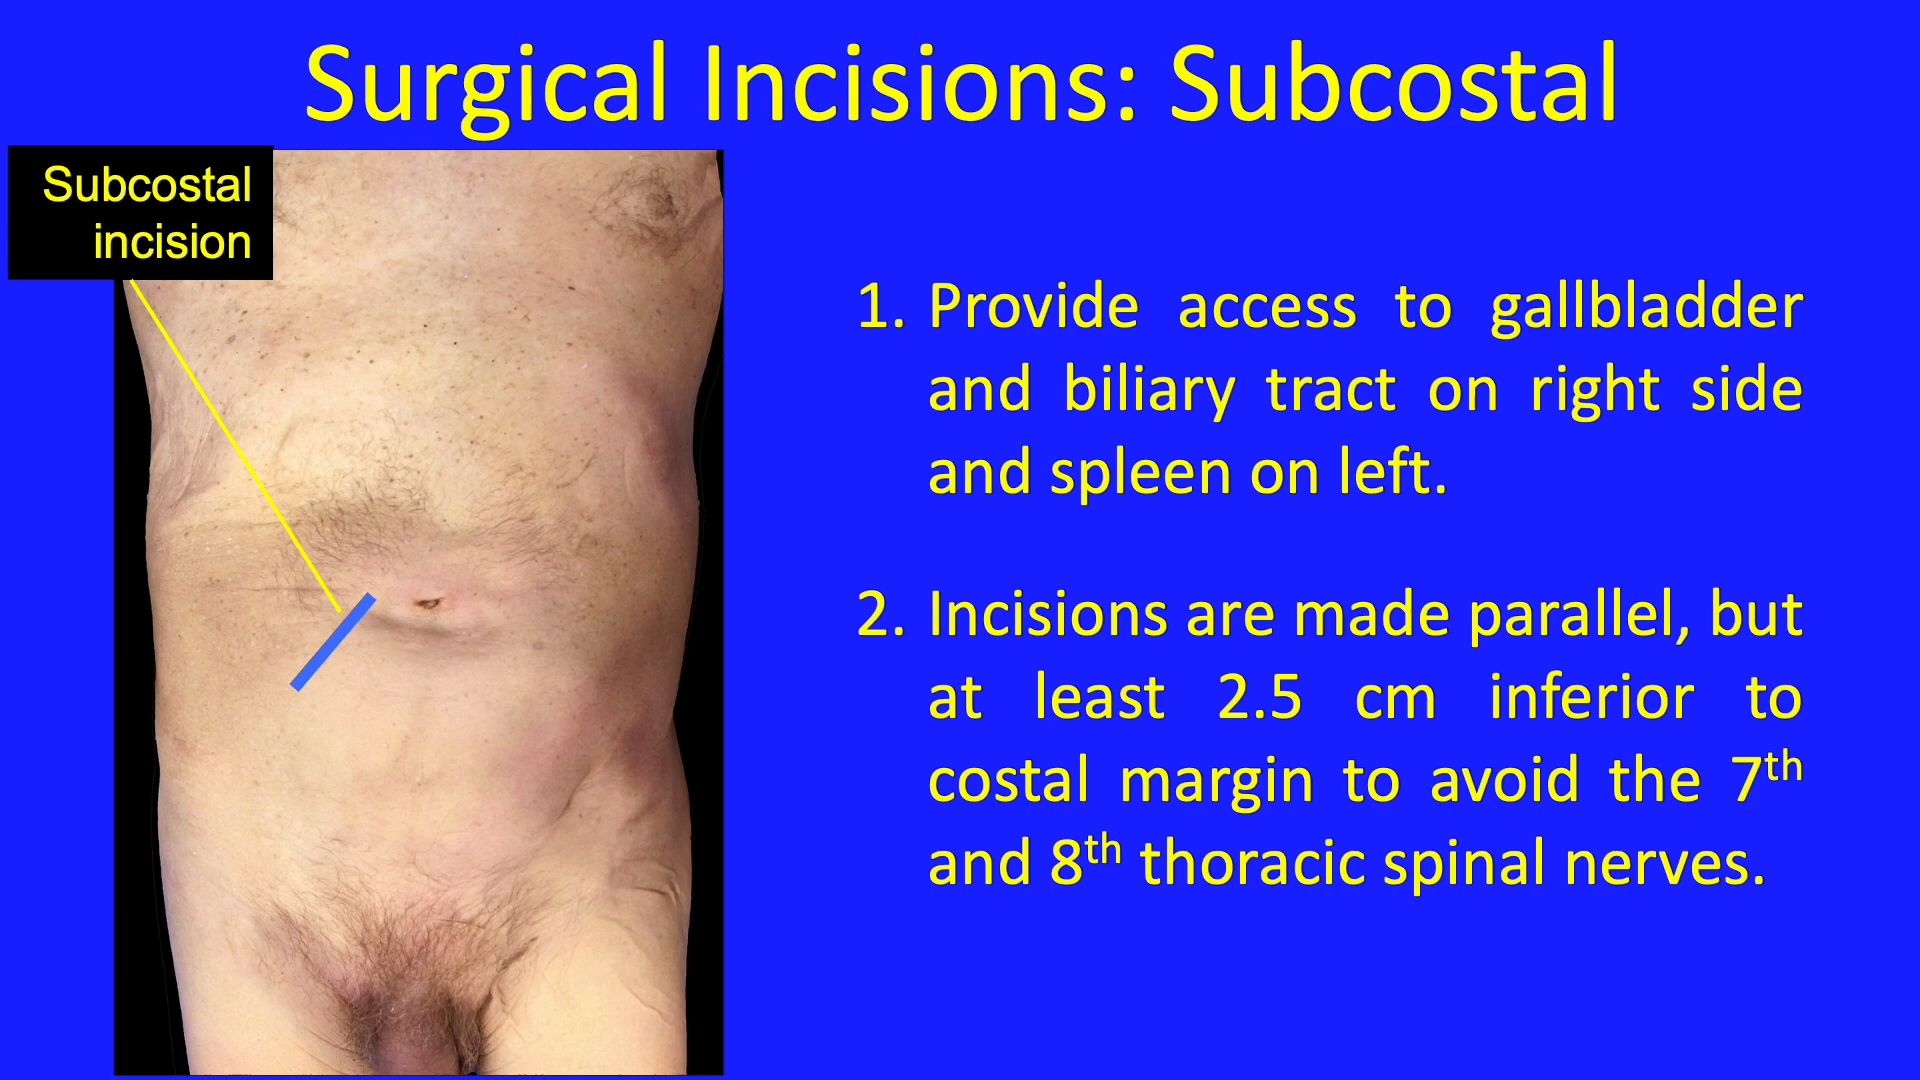 Surgical Incisions: Subcostal
Subcostal
incision
1. Provide access to gallbladder
and biliary tract on right side
and spleen on left.
2. Incisions are made parallel, but
at least 2.5 cm inferior to
costal margin to avoid the 7th
and 8th thoracic spinal nerves.